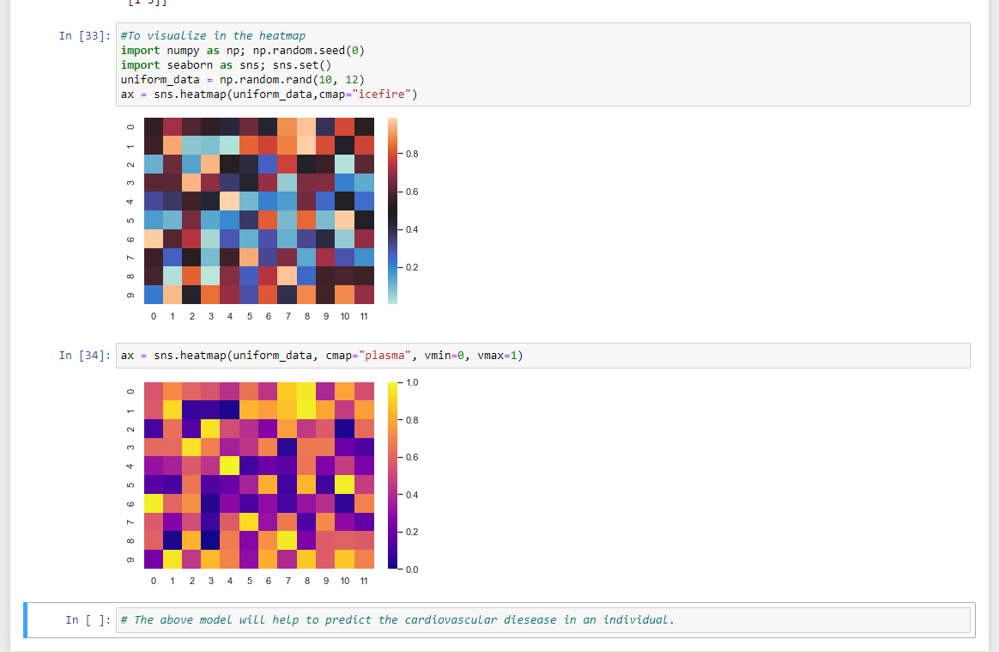 [1 5]]
In [33]:
#To visualize in the heatmap
import numpy as np; np.random.seed(0)
import seaborn as sns; sns.set()
uniform_data = np.random.rand(10, 12)
ax = sns.heatmap(uniform_data,cmap="icefire")
0
1
2
3
4
5
6
7
8
9
0 1 2 3 4 5 6 7 8 9 10 11
0.8
0.6
0.4
0.2
In [34]:
ax = sns.heatmap(uniform_data, cmap="plasma", vmin=0, vmax=1)
0
1
2
3
4
5
6
7
8
9
0 1 2 3 4 5 6 7 8 9 10 11
1.0
0.8
0.6
0.4
0.2
0.0
In [ ]:
# The above model will help to predict the cardiovascular diesease in an individual.